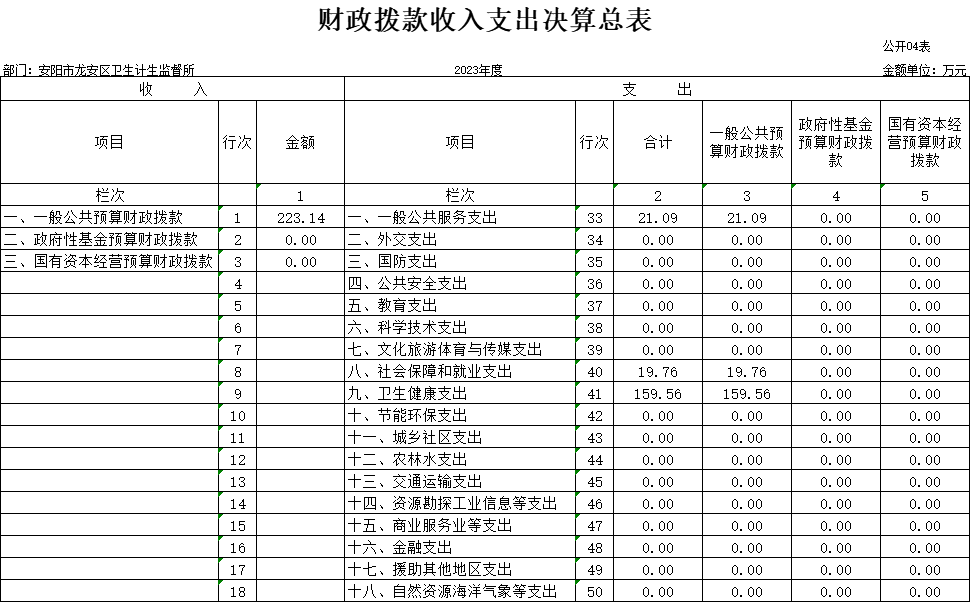 财政拨款收入支出决算总表
公开04表
部门：安阳市龙安区卫生计生监督所 2023年度 金额单位：万元
收 入 支 出
项目 行次 金额 项目 行次 合计 一般公共预算财政拨款 政府性基金预算财政拨款 国有资本经营预算财政拨款
栏次 1 栏次 2 3 4 5
一、一般公共预算财政拨款 1 223.14 一、一般公共服务支出 33 21.09 21.09 0.00 0.00
二、政府性基金预算财政拨款 2 0.00 二、外交支出 34 0.00 0.00 0.00 0.00
三、国有资本经营预算财政拨款 3 0.00 三、国防支出 35 0.00 0.00 0.00 0.00
4 四、公共安全支出 36 0.00 0.00 0.00 0.00
5 五、教育支出 37 0.00 0.00 0.00 0.00
6 六、科学技术支出 38 0.00 0.00 0.00 0.00
7 七、文化旅游体育与传媒支出 39 0.00 0.00 0.00 0.00
8 八、社会保障和就业支出 40 19.76 19.76 0.00 0.00
9 九、卫生健康支出 41 159.56 159.56 0.00 0.00
10 十、节能环保支出 42 0.00 0.00 0.00 0.00
11 十一、城乡社区支出 43 0.00 0.00 0.00 0.00
12 十二、农林水支出 44 0.00 0.00 0.00 0.00
13 十三、交通运输支出 45 0.00 0.00 0.00 0.00
14 十四、资源勘探工业信息等支出 46 0.00 0.00 0.00 0.00
15 十五、商业服务业等支出 47 0.00 0.00 0.00 0.00
16 十六、金融支出 48 0.00 0.00 0.00 0.00
17 十七、援助其他地区支出 49 0.00 0.00 0.00 0.00
18 十八、自然资源海洋气象等支出 50 0.00 0.00 0.00 0.00